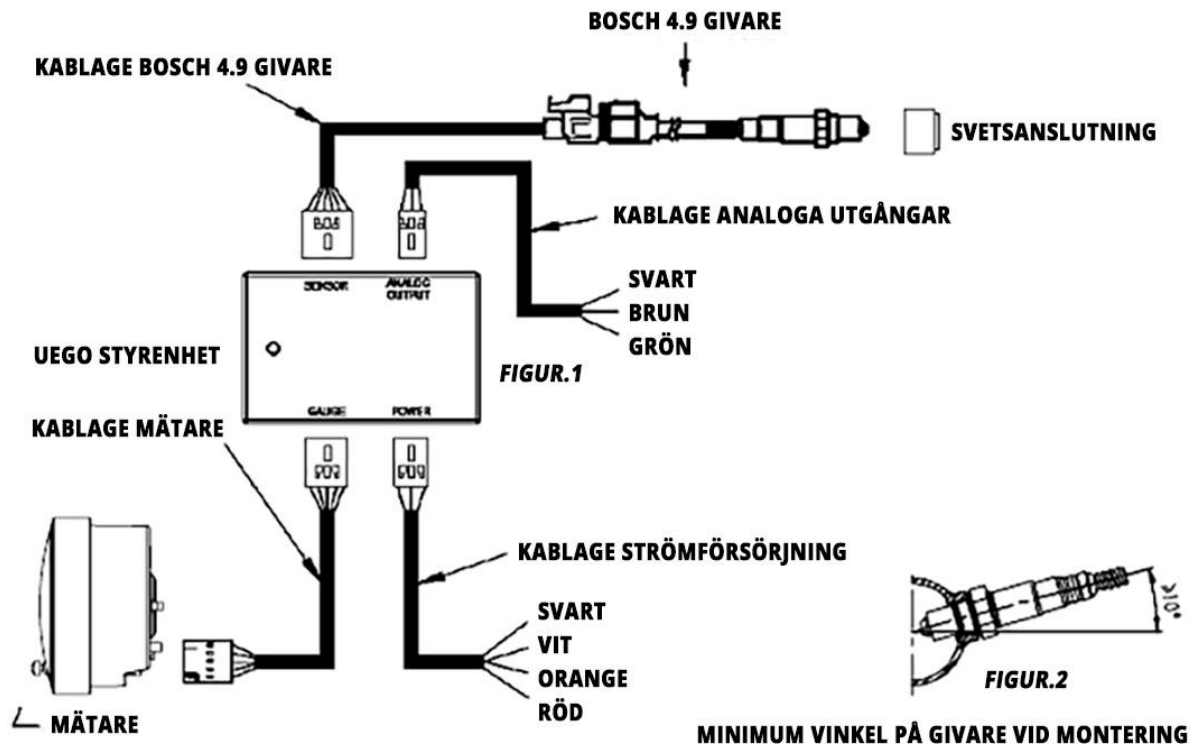 BOSCH 4.9 GIVARE
KABLAGE BOSCH 4.9 GIVARE
SVETSANSLUTNING
KABLAGE ANALOGA UTGÅNGAR
SENSOR
ANALOG
OUTPUT
SVART
BRUN
GRÖN
UEGO STYRENHET
FIGUR.1
GAUGE
POWER
KABLAGE MÄTARE
KABLAGE STRÖMFÖRSÖRJNING
SVART
VIT
ORANGE
RÖD
MÄTARE
FIGUR.2
MINIMUM VINKEL PÅ GIVARE VID MONTERING